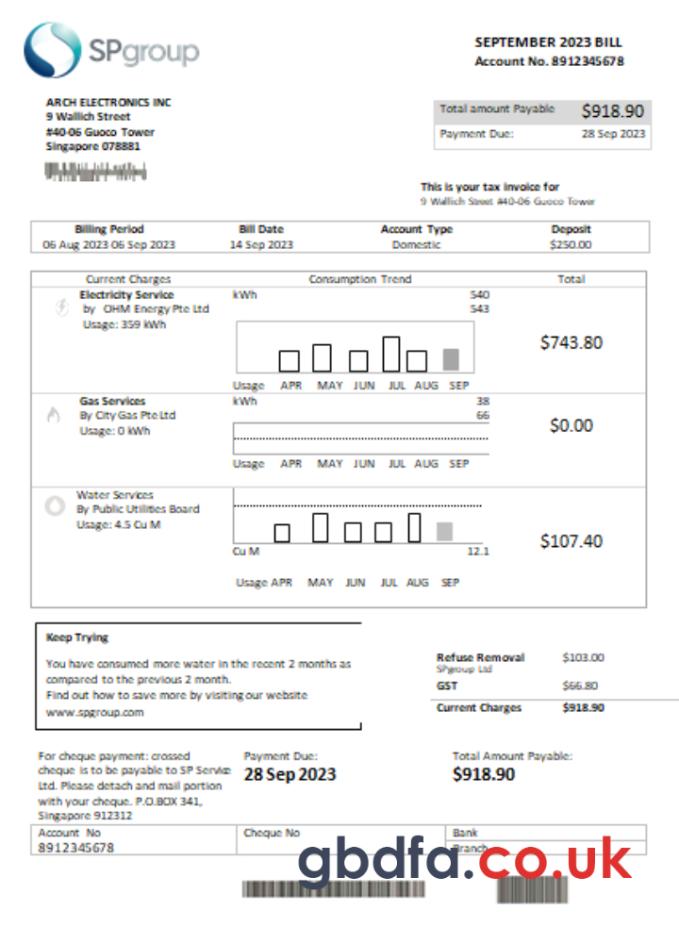 SPgroup
SEPTEMBER 2023 BILL
Account No. 8912345678
ARCH ELECTRONICS INC
9 Wallich Street
#40-06 Guoco Tower
Singapore 078881
Total amount Payable $918.90
Payment Due: 28 Sep 2023
This is your tax invoice for
9 Wallich Street #40-06 Guoco Tower
Billing Period Bill Date Account Type Deposit
06 Aug 2023 06 Sep 2023 14 Sep 2023 Domestic $250.00
Current Charges Consumption Trend Total
Electricity Service kWh 540
by OHM Energy Pte Ltd 543
Usage: 359 kWh
$743.80
Usage APR MAY JUN JUL AUG SEP
Gas Services kWh 38
By City Gas Pte Ltd 66
Usage: 0 kWh
$0.00
Usage APR MAY JUN JUL AUG SEP
Water Services
By Public Utilities Board
Usage: 4.5 Cu M
$107.40
Cu M 12.1
Usage APR MAY JUN JUL AUG SEP
Keep Trying
You have consumed more water in the recent 2 months as
compared to the previous 2 month.
Find out how to save more by visiting our website
www.spgroup.com
Refuse Removal $103.00
SPgroup Ltd
GST $66.80
Current Charges $918.90
For cheque payment: crossed
cheque is to be payable to SP Service
Ltd. Please detach and mail portion
with your cheque. P.O.BOX 341,
Singapore 912312
Payment Due:
28 Sep 2023
Total Amount Payable:
$918.90
Account No Cheque No Bank
8912345678 Branch
gbdfa.co.uk